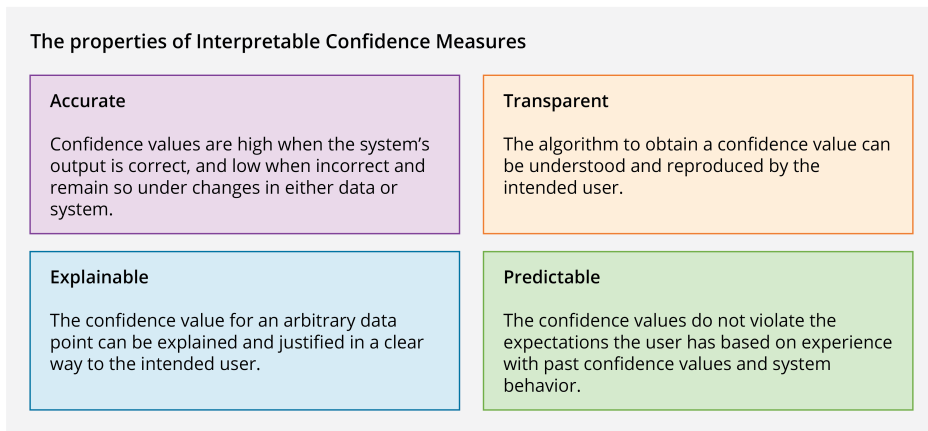 The properties of Interpretable Confidence Measures
Accurate
Confidence values are high when the system's
output is correct, and low when incorrect and
remain so under changes in either data or
system.
Transparent
The algorithm to obtain a confidence value can
be understood and reproduced by the
intended user.
Explainable
The confidence value for an arbitrary data
point can be explained and justified in a clear
way to the intended user.
Predictable
The confidence values do not violate the
expectations the user has based on experience
with past confidence values and system
behavior.